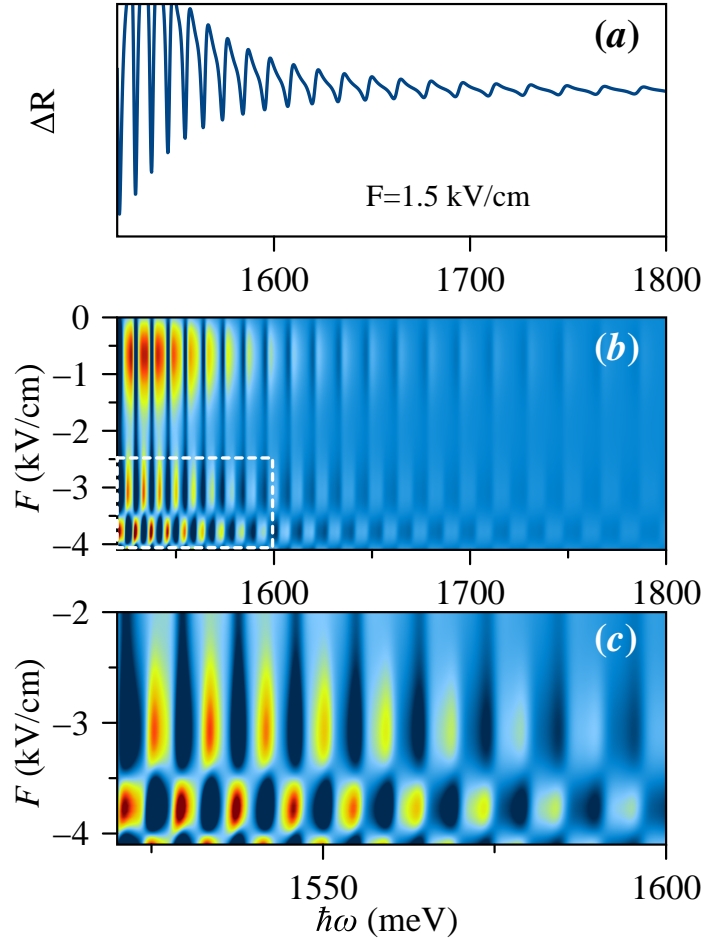 (a)
ΔR
F=1.5 kV/cm
1600 1700 1800
(b)
F (kV/cm)
0
−1
−2
−3
−4
1600 1700 1800
(c)
F (kV/cm)
−2
−3
−4
1550 1600
ħω (meV)